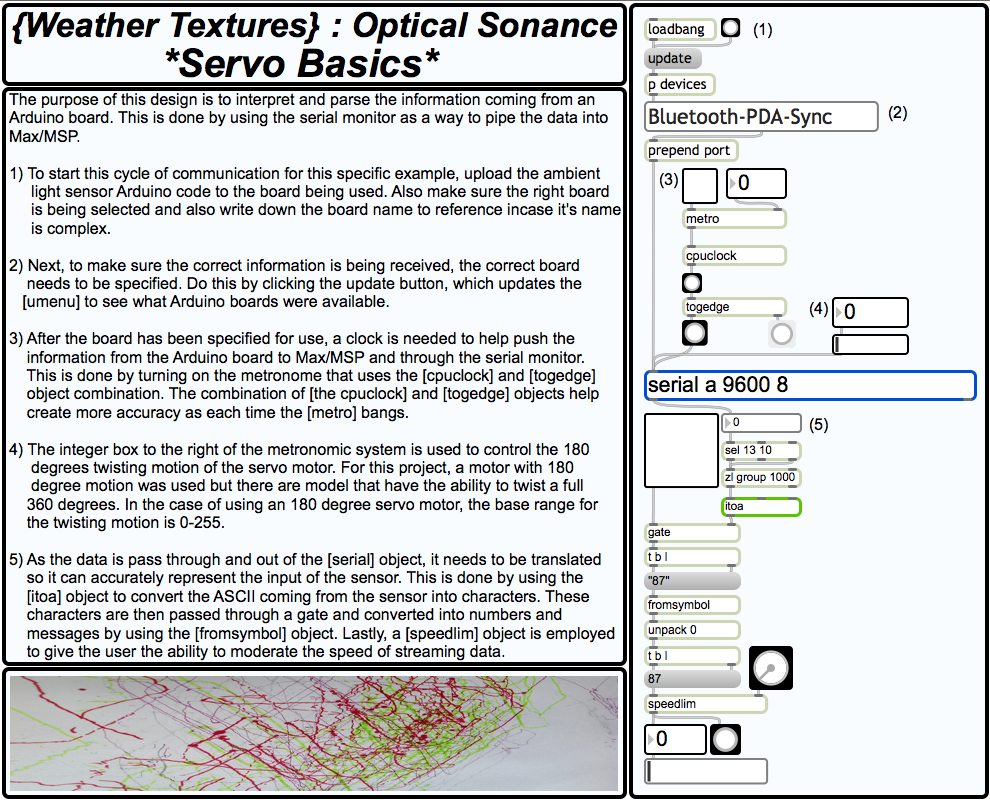 {Weather Textures} : Optical Sonance
*Servo Basics*
The purpose of this design is to interpret and parse the information coming from an
Arduino board. This is done by using the serial monitor as a way to pipe the data into
Max/MSP.
1) To start this cycle of communication for this specific example, upload the ambient
light sensor Arduino code to the board being used. Also make sure the right board
is being selected and also write down the board name to reference incase it's name
is complex.
2) Next, to make sure the correct information is being received, the correct board
needs to be specified. Do this by clicking the update button, which updates the
[umenu] to see what Arduino boards were available.
3) After the board has been specified for use, a clock is needed to help push the
information from the Arduino board to Max/MSP and through the serial monitor.
This is done by turning on the metronome that uses the [cpuclock] and [togedge]
object combination. The combination of [the cpuclock] and [togedge] objects help
create more accuracy as each time the [metro] bangs.
4) The integer box to the right of the metronomic system is used to control the 180
degrees twisting motion of the servo motor. For this project, a motor with 180
degree motion was used but there are model that have the ability to twist a full
360 degrees. In the case of using an 180 degree servo motor, the base range for
the twisting motion is 0-255.
5) As the data is pass through and out of the [serial] object, it needs to be translated
so it can accurately represent the input of the sensor. This is done by using the
[itoa] object to convert the ASCII coming from the sensor into characters. These
characters are then passed through a gate and converted into numbers and
messages by using the [fromsymbol] object. Lastly, a [speedlim] object is employed
to give the user the ability to moderate the speed of streaming data.
loadbang (1)
update
p devices
Bluetooth-PDA-Sync (2)
prepend port
(3) 0
metro
cpuclock
togedge (4) 0
serial a 9600 8
0 (5)
sel 13 10
zl group 1000
itoa
gate
t b l
"87"
fromsymbol
unpack 0
t b l
87
speedlim
0